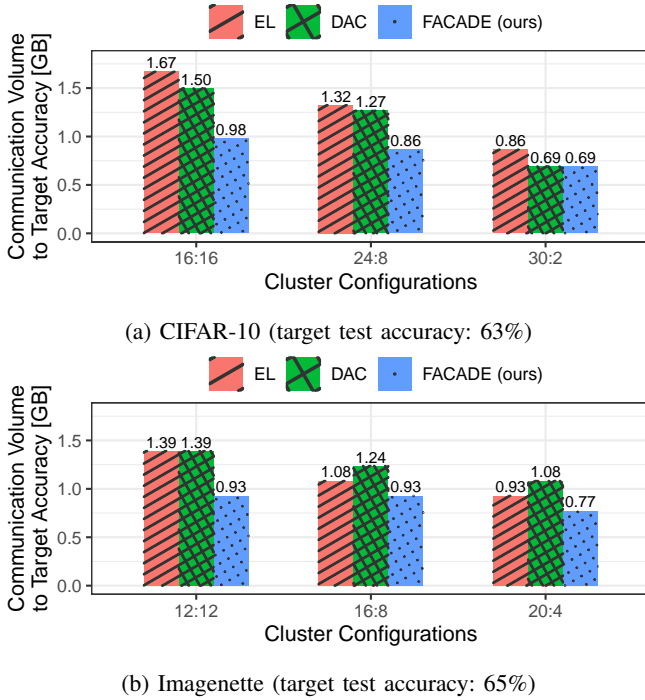 EL DAC FACADE (ours)
Communication Volume
to Target Accuracy [GB]
1.5
1.0
0.5
0.0
1.67
1.50
0.98
1.32
1.27
0.86
0.86
0.69
0.69
16:16 24:8 30:2
Cluster Configurations
(a) CIFAR-10 (target test accuracy: 63%)
EL DAC FACADE (ours)
Communication Volume
to Target Accuracy [GB]
1.5
1.0
0.5
0.0
1.39
1.39
0.93
1.08
1.24
0.93
0.93
1.08
0.77
12:12 16:8 20:4
Cluster Configurations
(b) Imagenette (target test accuracy: 65%)